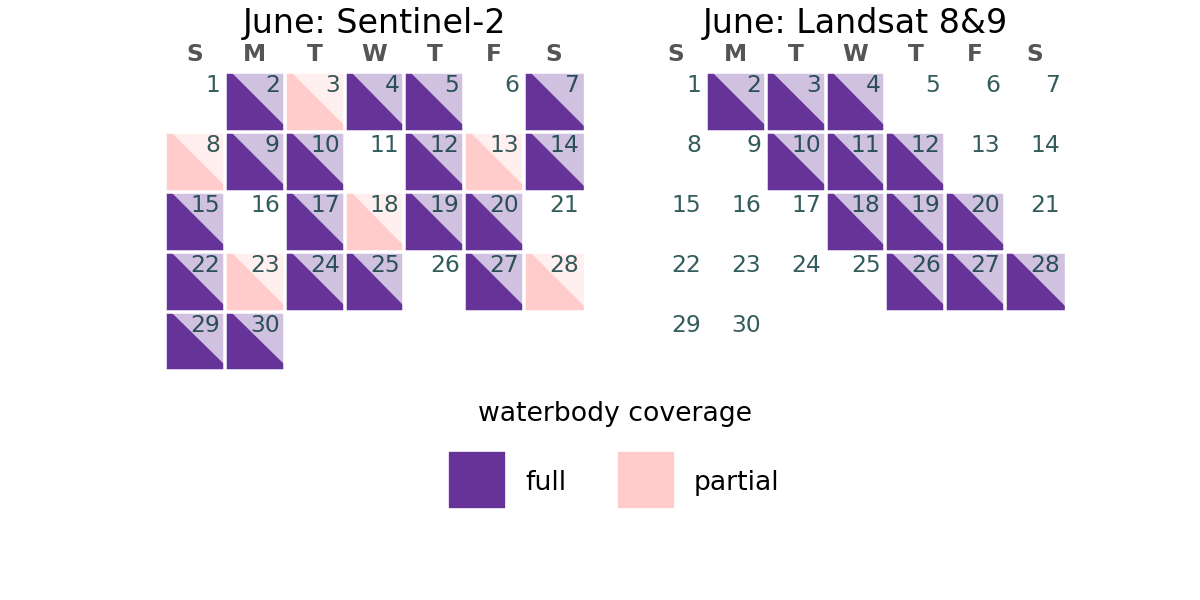 June: Sentinel-2
S M T W T F S
1 2 3 4 5 6 7
8 9 10 11 12 13 14
15 16 17 18 19 20 21
22 23 24 25 26 27 28
29 30
June: Landsat 8&9
S M T W T F S
1 2 3 4 5 6 7
8 9 10 11 12 13 14
15 16 17 18 19 20 21
22 23 24 25 26 27 28
29 30
waterbody coverage
full partial